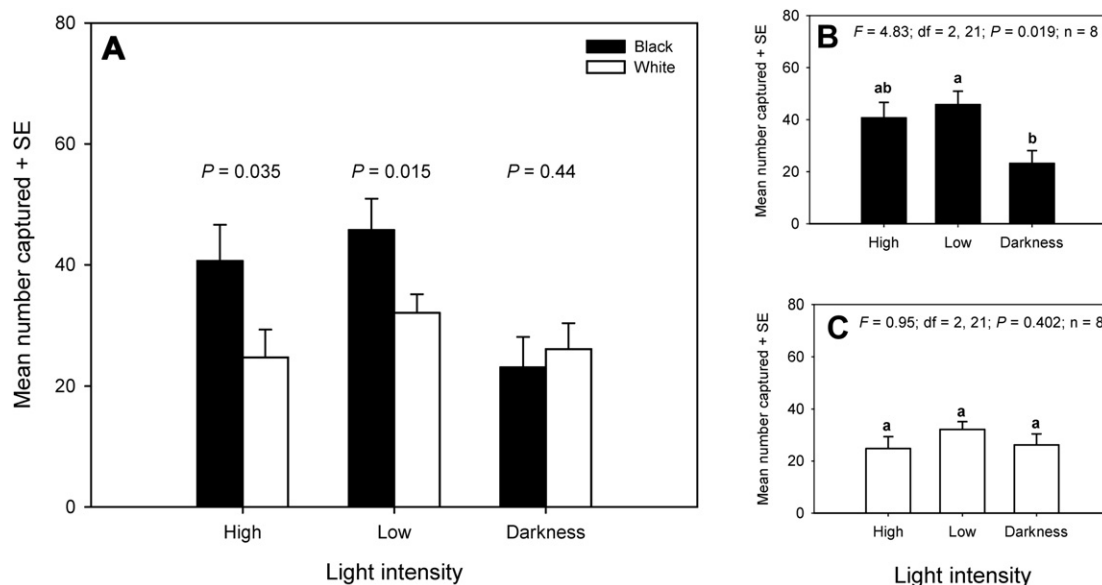 A
Black
White
Mean number captured + SE
80
60
40
20
0
P = 0.035
P = 0.015
P = 0.44
High
Low
Darkness
Light intensity
B
F = 4.83; df = 2, 21; P = 0.019; n = 8
Mean number captured + SE
80
60
40
20
0
ab
a
b
High
Low
Darkness
C
F = 0.95; df = 2, 21; P = 0.402; n = 8
Mean number captured + SE
80
60
40
20
0
a
a
a
High
Low
Darkness
Light intensity